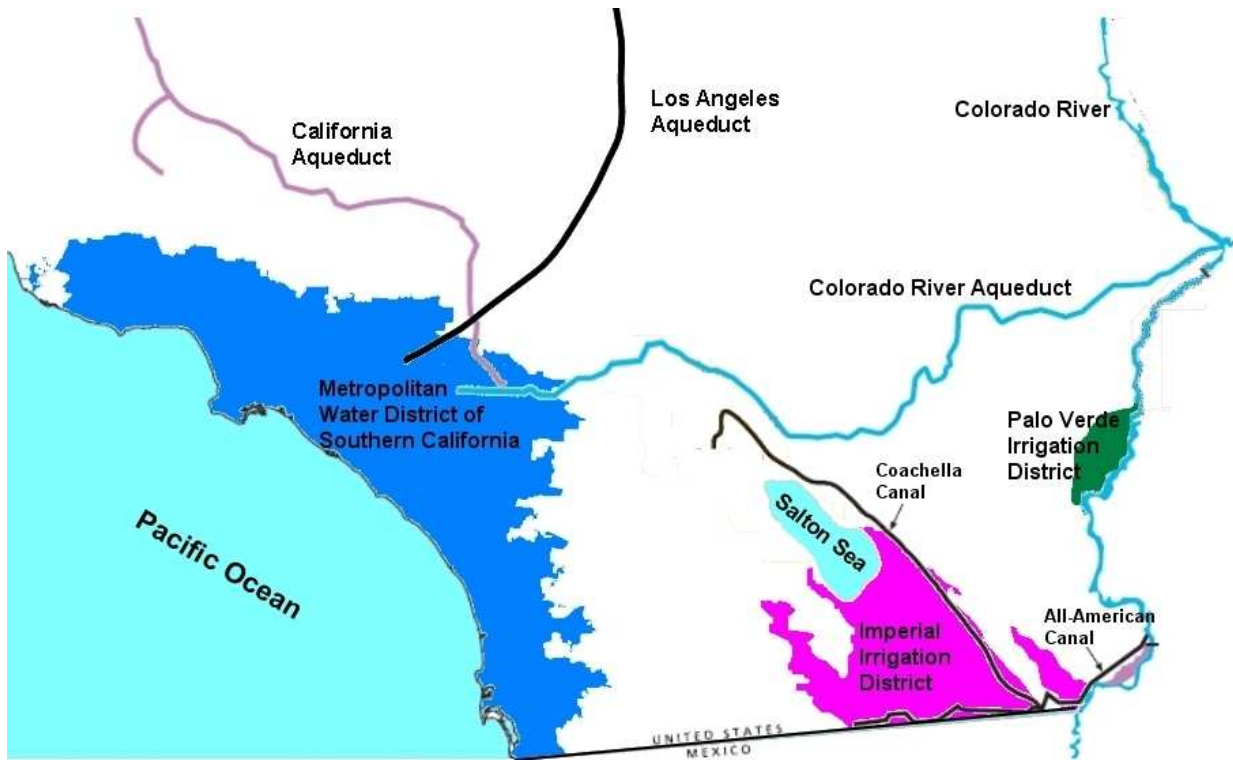 Los Angeles
Aqueduct
Colorado River
California
Aqueduct
Colorado River Aqueduct
Metropolitan
Water District of
Southern California
Palo Verde
Irrigation
District
Coachella
Canal
Salton Sea
Pacific Ocean
All-American
Canal
Imperial
Irrigation
District
UNITED STATES
MEXICO